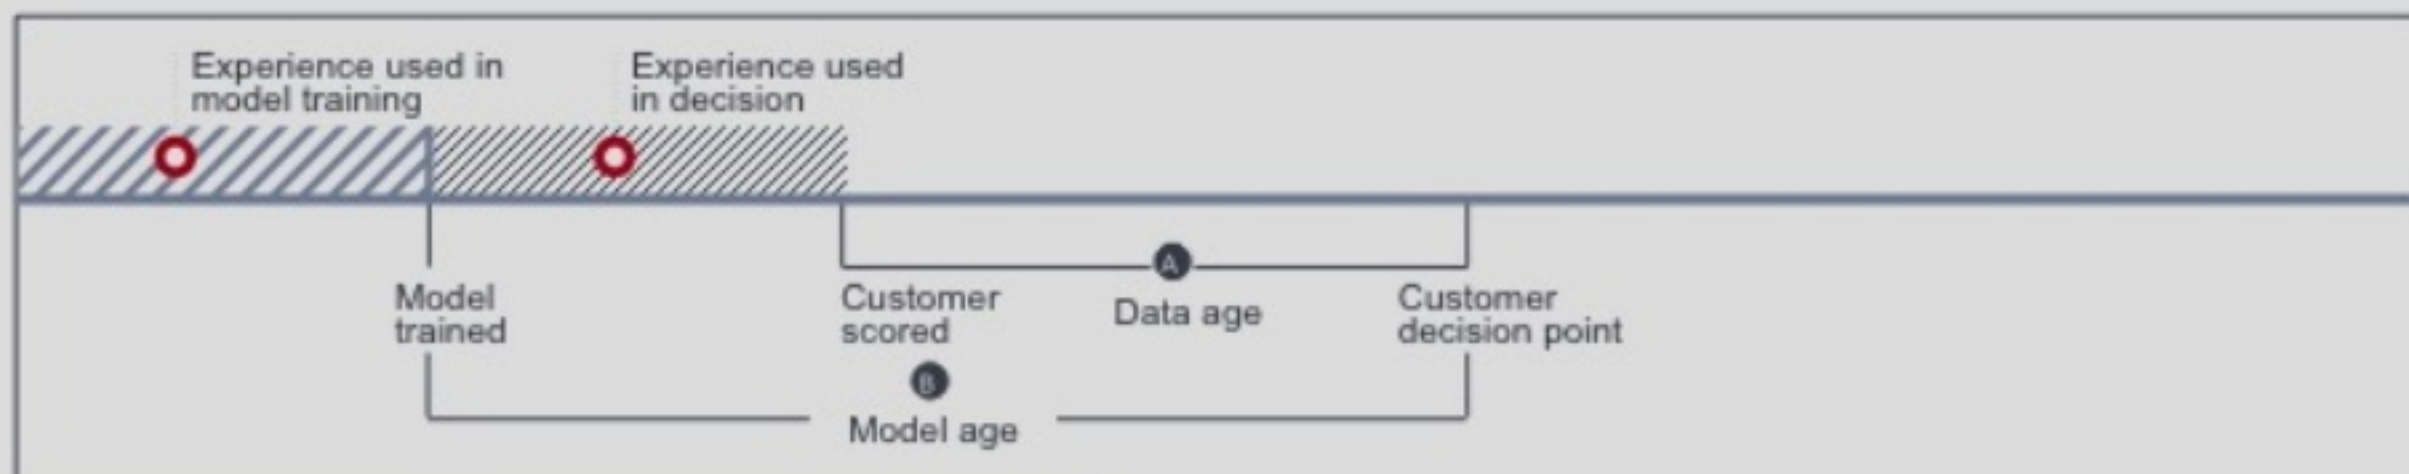 Experience used in
model training
Experience used
in decision
A
Model
trained
Customer
scored
Data age
Customer
decision point
B
Model age